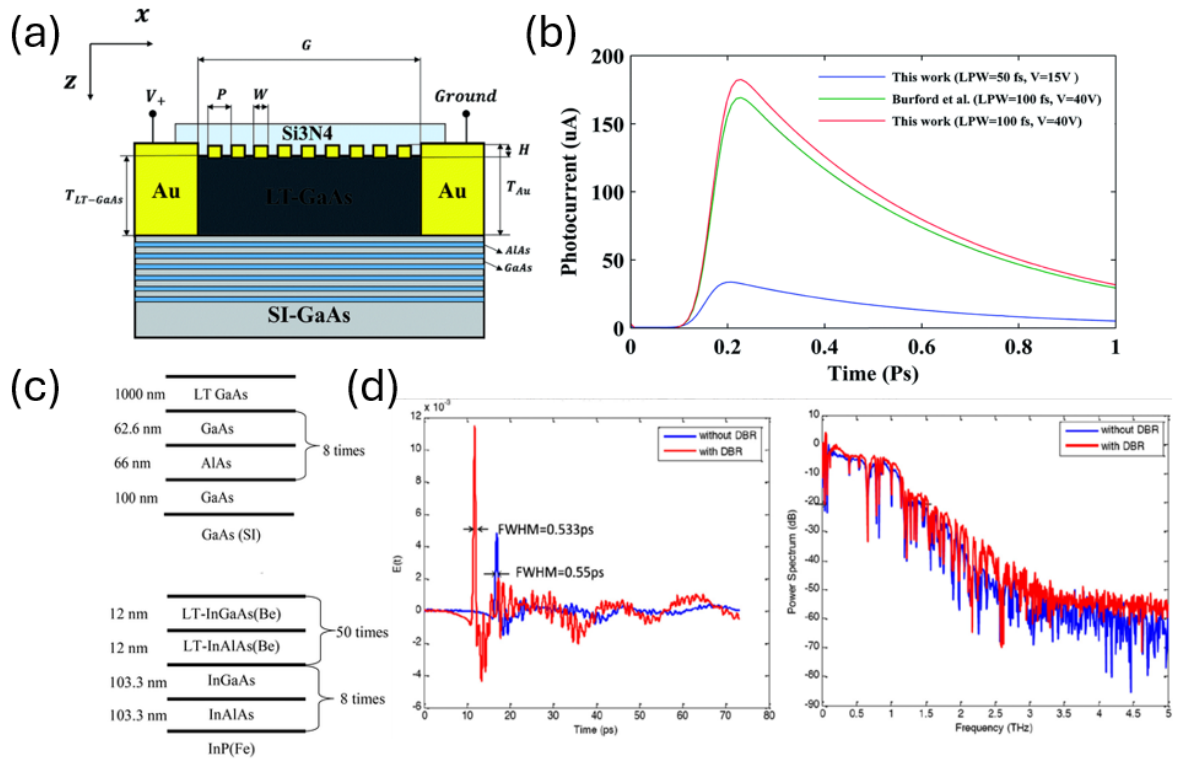 (a)
x
z
G
V+
P
W
Ground
Si3N4
H
Au
LT-GaAs
Au
T_LT-GaAs
T_Au
AlAs
GaAs
SI-GaAs
(b)
200
150
100
50
0
0
0.2
0.4
0.6
0.8
1
Photocurrent (uA)
Time (Ps)
This work (LPW=50 fs, V=15V )
Burford et al. (LPW=100 fs, V=40V)
This work (LPW=100 fs, V=40V)
(c)
1000 nm LT GaAs
62.6 nm GaAs
8 times
66 nm AlAs
100 nm GaAs
GaAs (SI)
12 nm LT-InGaAs(Be)
50 times
12 nm LT-InAlAs(Be)
103.3 nm InGaAs
8 times
103.3 nm InAlAs
InP(Fe)
(d)
x 10^-3
12
10
8
6
4
2
0
-2
-4
-6
0
10
20
30
40
50
60
70
80
E(t)
Time (ps)
without DBR
with DBR
FWHM=0.533ps
FWHM=0.55ps
10
0
-10
-20
-30
-40
-50
-60
-70
-80
-90
0
0.5
1
1.5
2
2.5
3
3.5
4
4.5
5
Power Spectrum (dB)
Frequency (THz)
without DBR
with DBR